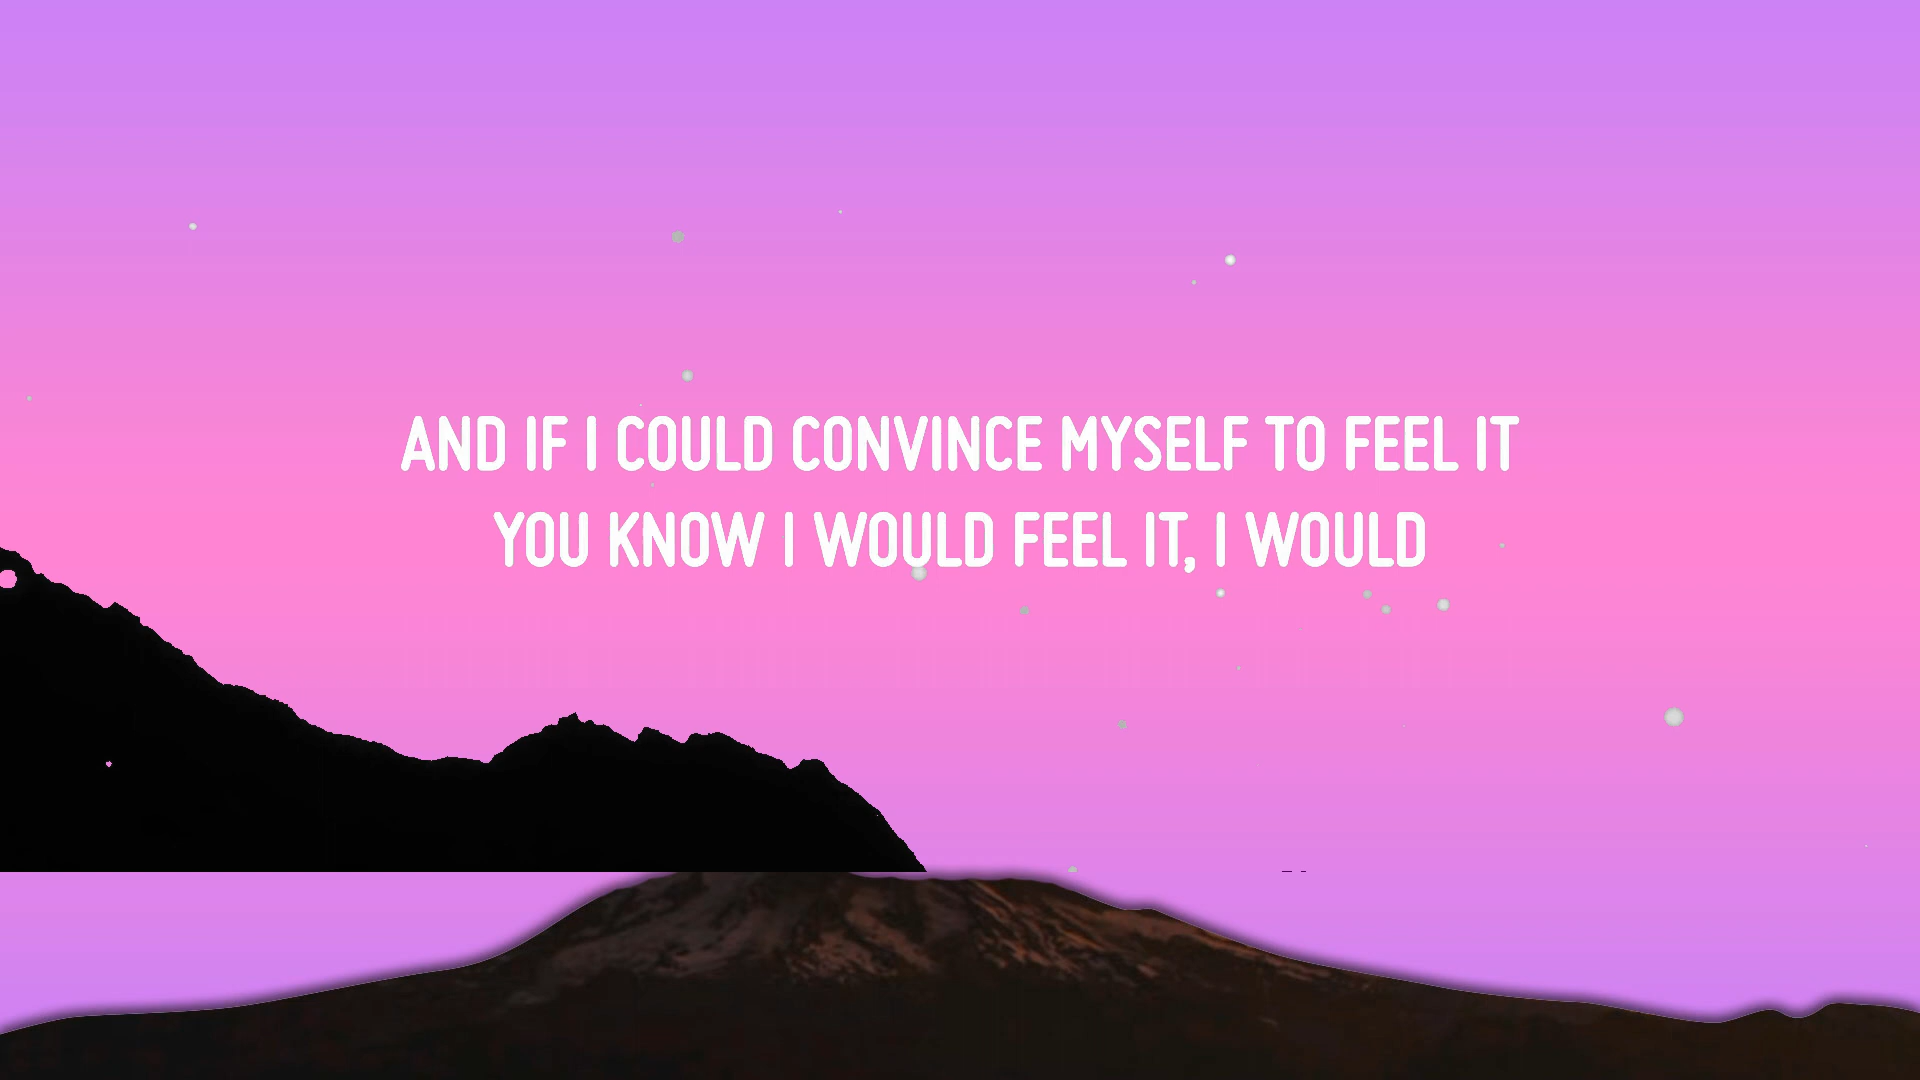 AND IF I COULD CONVINCE MYSELF TO FEEL IT
YOU KNOW I WOULD FEEL IT, I WOULD